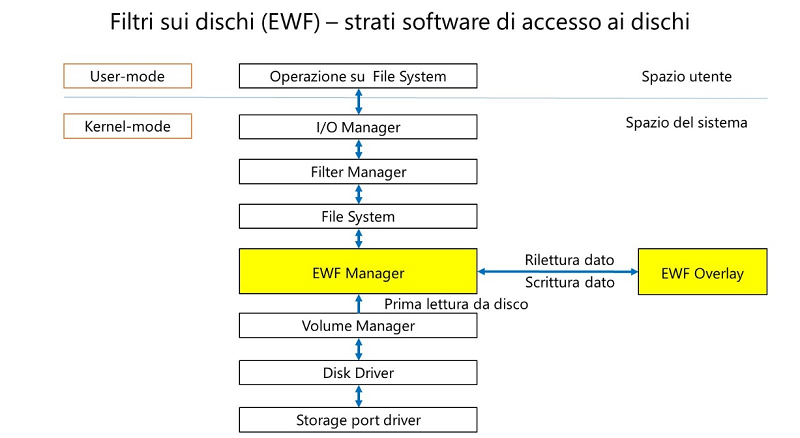 Filtri sui dischi (EWF) – strati software di accesso ai dischi
User-mode
Operazione su File System
Spazio utente
Kernel-mode
I/O Manager
Spazio del sistema
Filter Manager
File System
EWF Manager
Rilettura dato
Scrittura dato
EWF Overlay
Prima lettura da disco
Volume Manager
Disk Driver
Storage port driver